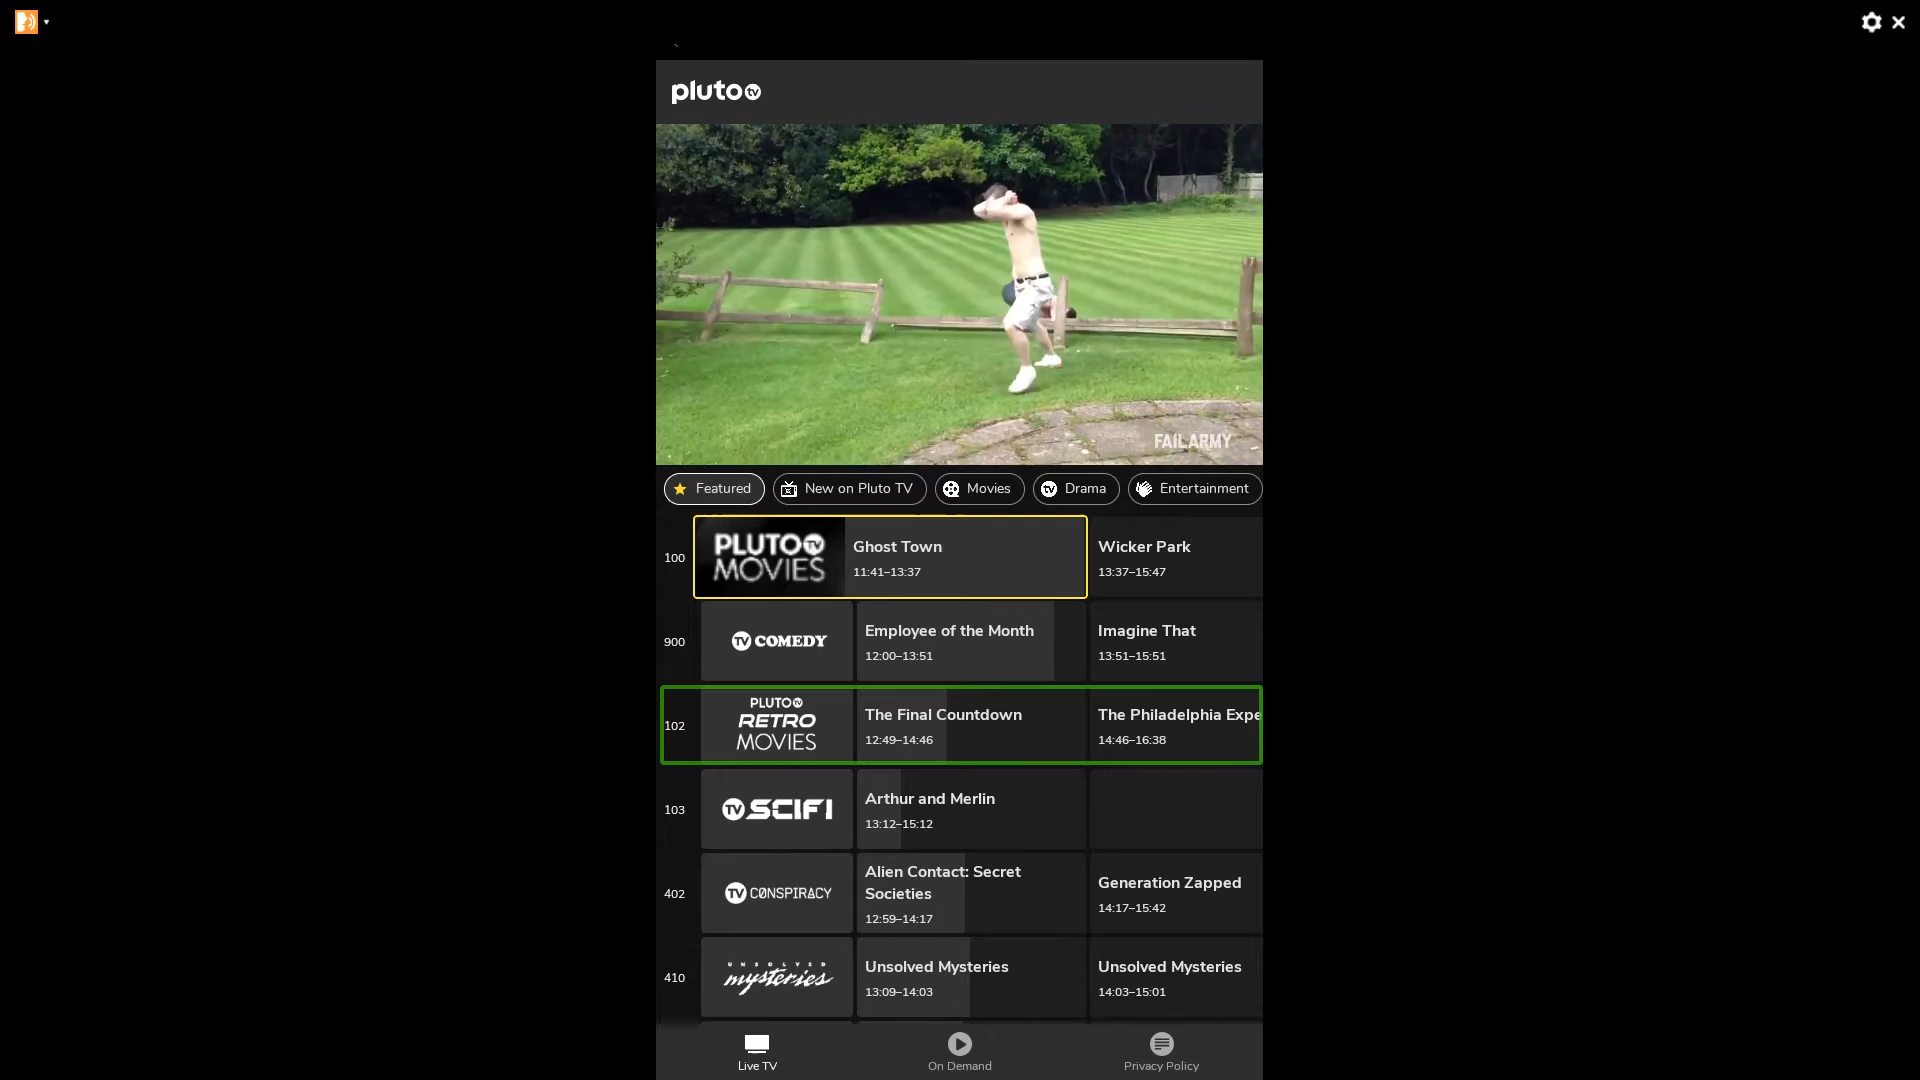 pluto tv
FAILARMY
Featured
New on Pluto TV
Movies
Drama
Entertainment
100
PLUTO TV
MOVIES
Ghost Town
11:41–13:37
Wicker Park
13:37–15:47
900
TV COMEDY
Employee of the Month
12:00–13:51
Imagine That
13:51–15:51
102
PLUTO TV
RETRO
MOVIES
The Final Countdown
12:49–14:46
The Philadelphia Expe
14:46–16:38
103
TV SCIFI
Arthur and Merlin
13:12–15:12
402
TV CONSPIRACY
Alien Contact: Secret
Societies
12:59–14:17
Generation Zapped
14:17–15:42
410
UNSOLVED
mysteries
Unsolved Mysteries
13:09–14:03
Unsolved Mysteries
14:03–15:01
Live TV
On Demand
Privacy Policy